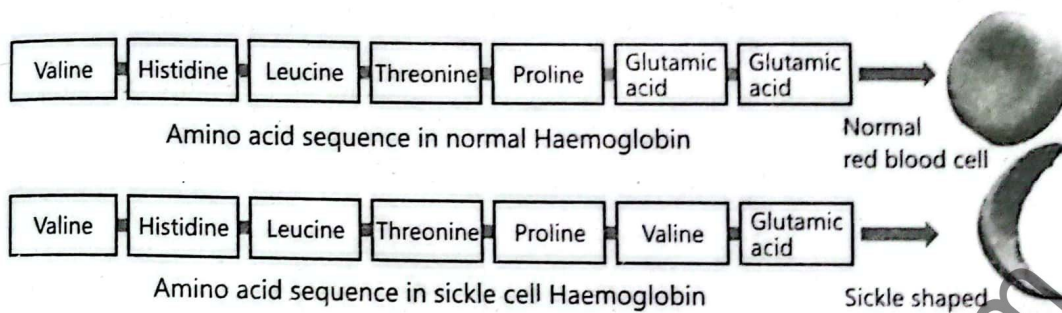 Valine Histidine Leucine Threonine Proline Glutamic acid Glutamic acid
Amino acid sequence in normal Haemoglobin
Normal
red blood cell
Valine Histidine Leucine Threonine Proline Valine Glutamic acid
Amino acid sequence in sickle cell Haemoglobin
Sickle shaped